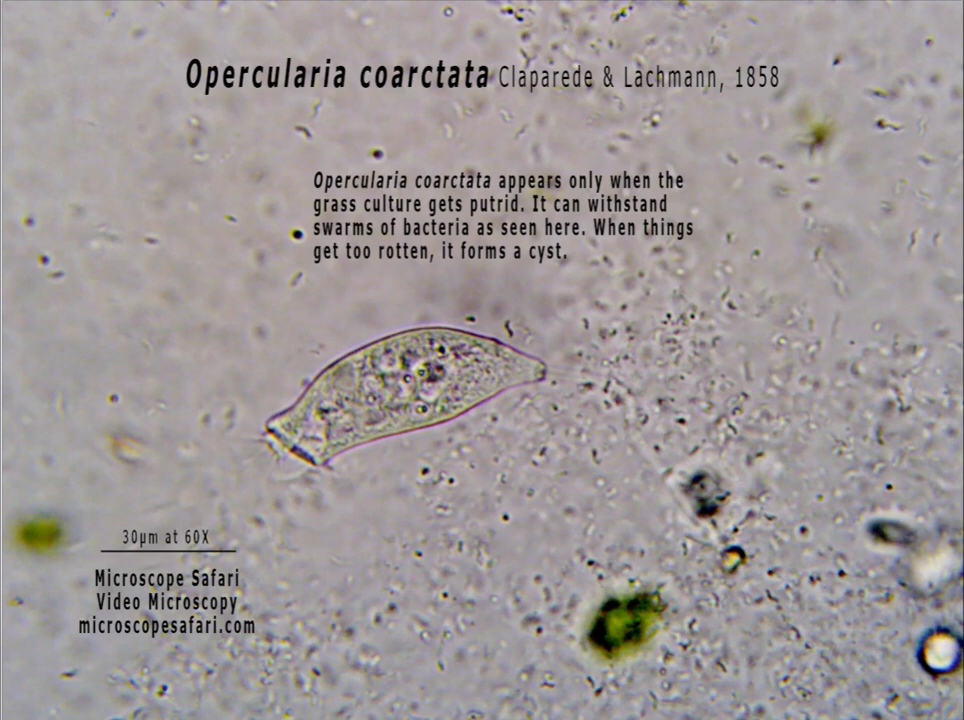 Opercularia coarctata Claparede & Lachmann, 1858
Opercularia coarctata appears only when the
grass culture gets putrid. It can withstand
swarms of bacteria as seen here. When things
get too rotten, it forms a cyst.
30µm at 60X
Microscope Safari
Video Microscopy
microscopesafari.com